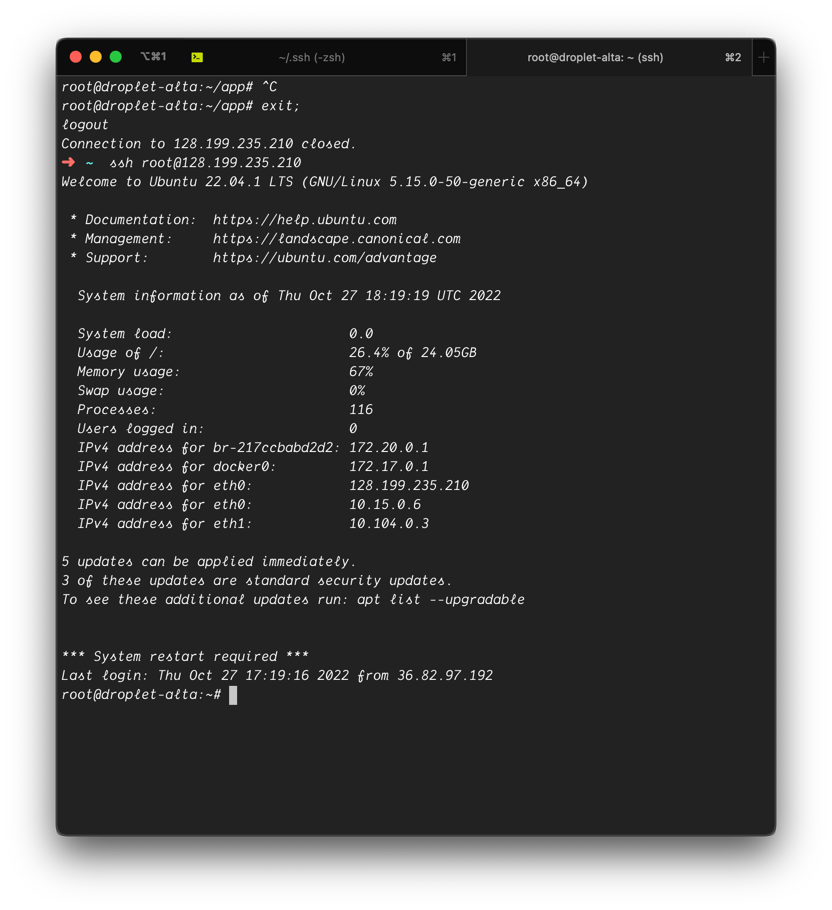 ⌥⌘1
~/.ssh (-zsh)
⌘1
root@droplet-alta: ~ (ssh)
⌘2
root@droplet-alta:~/app# ^C
root@droplet-alta:~/app# exit;
logout
Connection to 128.199.235.210 closed.
➜ ~ ssh root@128.199.235.210
Welcome to Ubuntu 22.04.1 LTS (GNU/Linux 5.15.0-50-generic x86_64)
* Documentation: https://help.ubuntu.com
* Management: https://landscape.canonical.com
* Support: https://ubuntu.com/advantage
System information as of Thu Oct 27 18:19:19 UTC 2022
System load: 0.0
Usage of /: 26.4% of 24.05GB
Memory usage: 67%
Swap usage: 0%
Processes: 116
Users logged in: 0
IPv4 address for br-217ccbabd2d2: 172.20.0.1
IPv4 address for docker0: 172.17.0.1
IPv4 address for eth0: 128.199.235.210
IPv4 address for eth0: 10.15.0.6
IPv4 address for eth1: 10.104.0.3
5 updates can be applied immediately.
3 of these updates are standard security updates.
To see these additional updates run: apt list --upgradable
*** System restart required ***
Last login: Thu Oct 27 17:19:16 2022 from 36.82.97.192
root@droplet-alta:~#